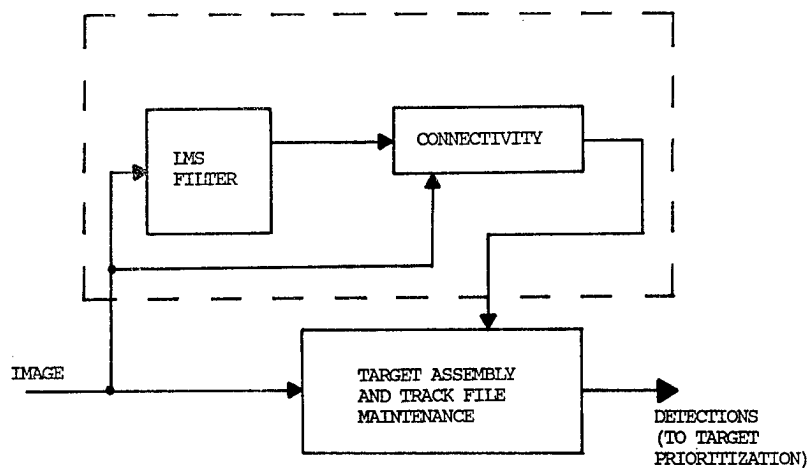 LMS
FILTER
CONNECTIVITY
IMAGE
TARGET ASSEMBLY
AND TRACK FILE
MAINTENANCE
DETECTIONS
(TO TARGET
PRIORITIZATION)